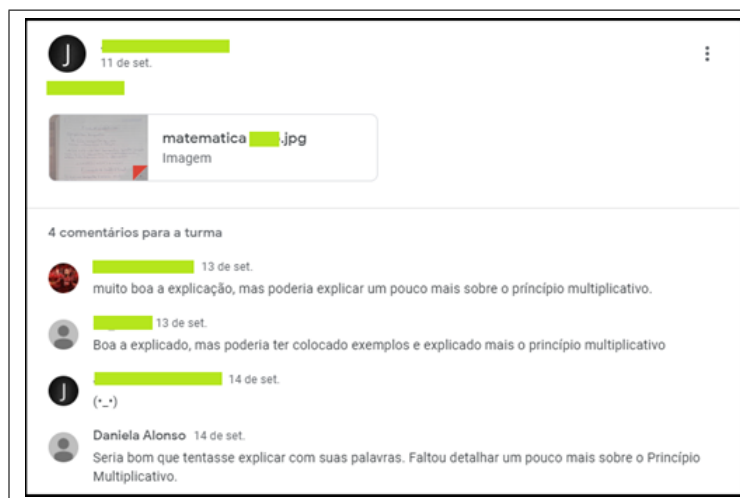 J
11 de set.
matematica .jpg
Imagem
4 comentários para a turma
13 de set.
muito boa a explicação, mas poderia explicar um pouco mais sobre o príncípio multiplicativo.
13 de set.
Boa a explicado, mas poderia ter colocado exemplos e explicado mais o princípio multiplicativo
J
14 de set.
(•_•)
Daniela Alonso 14 de set.
Seria bom que tentasse explicar com suas palavras. Faltou detalhar um pouco mais sobre o Princípio
Multiplicativo.